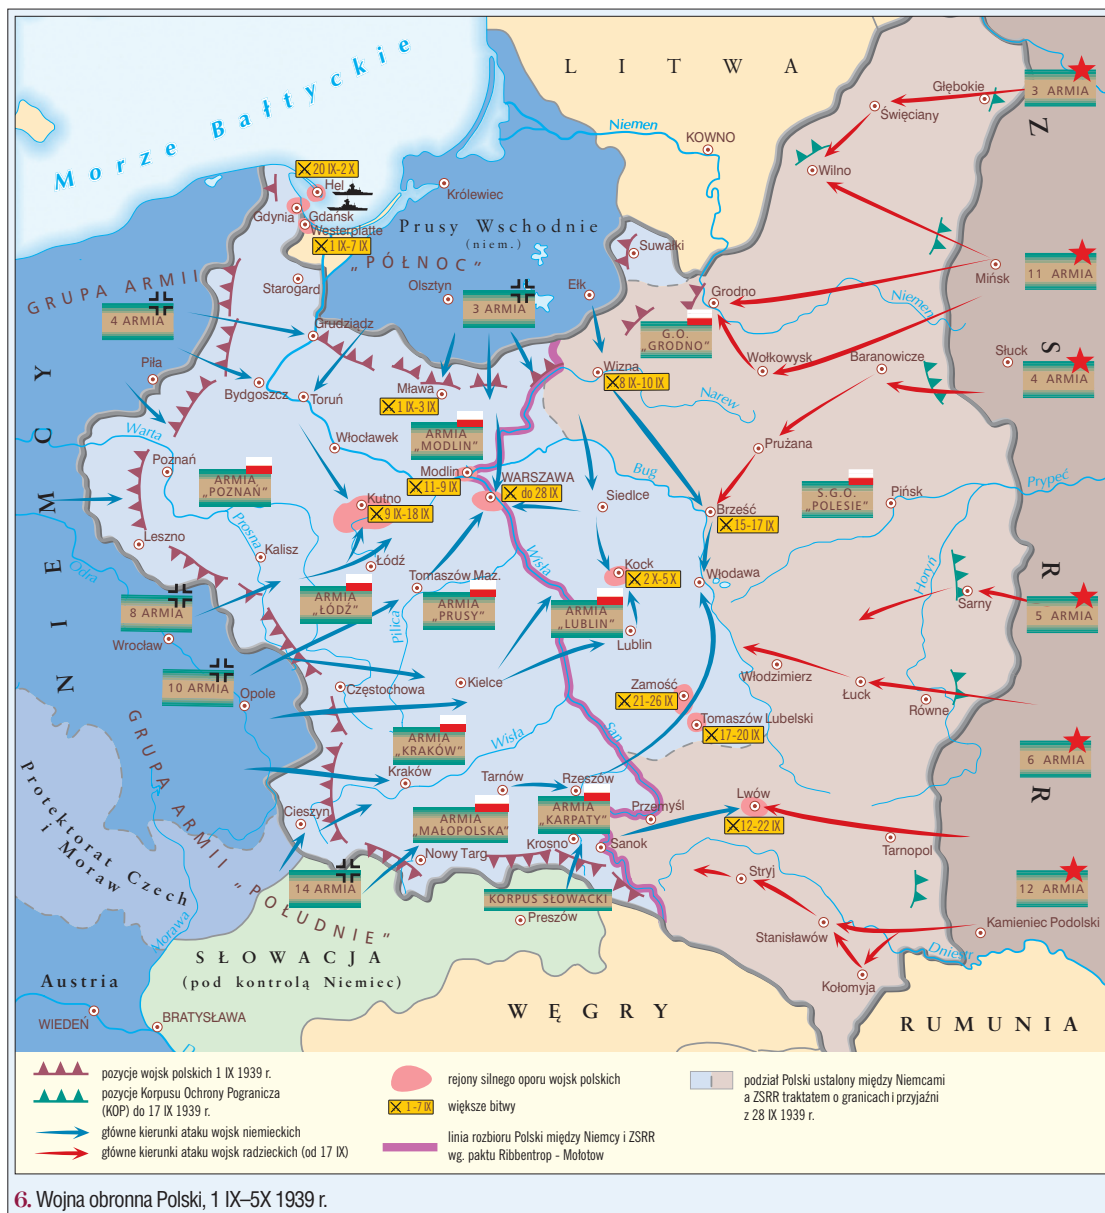 Morze Bałtyckie
LITWA
Z S R R
NIEMCY
Niemen
KOWNO
Głębokie
3 ARMIA
Święciany
Wilno
20 IX-2 X
Hel
Gdynia
Gdańsk
Westerplatte
1 IX-7 IX
Królewiec
Prusy Wschodnie
(niem.)
GRUPA ARMII „PÓŁNOC”
Suwałki
Starogard
Olsztyn
Ełk
3 ARMIA
4 ARMIA
Grodno
Mińsk
11 ARMIA
Niemen
G.O.
„GRODNO”
Grudziądz
Piła
Bydgoszcz
Toruń
Mława
1 IX-3 IX
Wizna
8 IX-10 IX
Wołkowysk
Baranowicze
Słuck
4 ARMIA
Narew
ARMIA
„MODLIN”
Włocławek
Warta
Poznań
ARMIA
„POZNAŃ”
Modlin
11-9 IX
WARSZAWA
do 28 IX
Prużana
Bug
Siedlce
Prypeć
S.G.O.
„POLESIE”
Pińsk
Kutno
9 IX-18 IX
Brześć
15-17 IX
Prosna
Leszno
Kalisz
Łódź
Odra
Tomaszów Maz.
Wisła
Kock
2 X-5 X
Włodawa
Horyń
Sarny
5 ARMIA
8 ARMIA
ARMIA
„ŁÓDŹ”
ARMIA
„PRUSY”
ARMIA
„LUBLIN”
Pilica
Wrocław
Lublin
10 ARMIA
Opole
Częstochowa
Kielce
Włodzimierz
Łuck
Równe
Zamość
21-26 IX
Tomaszów Lubelski
17-20 IX
GRUPA ARMII „POŁUDNIE”
ARMIA
„KRAKÓW”
Wisła
San
6 ARMIA
Kraków
Tarnów
Rzeszów
Lwów
12-22 IX
Protektorat Czech
i
Moraw
Cieszyn
ARMIA
„MAŁOPOLSKA”
ARMIA
„KARPATY”
Przemyśl
Tarnopol
Krosno
Sanok
Nowy Targ
14 ARMIA
KORPUS SŁOWACKI
Preszów
Stryj
12 ARMIA
Kamieniec Podolski
Stanisławów
Dniestr
Kołomyja
Morawa
SŁOWACJA
(pod kontrolą Niemiec)
Austria
WIEDEŃ
BRATYSŁAWA
WĘGRY
RUMUNIA
pozycje wojsk polskich 1 IX 1939 r.
pozycje Korpusu Ochrony Pogranicza
(KOP) do 17 IX 1939 r.
główne kierunki ataku wojsk niemieckich
główne kierunki ataku wojsk radzieckich (od 17 IX)
rejony silnego oporu wojsk polskich
1 -7 IX
większe bitwy
linia rozbioru Polski między Niemcy i ZSRR
wg. paktu Ribbentrop - Mołotow
podział Polski ustalony między Niemcami
a ZSRR traktatem o granicach i przyjaźni
z 28 IX 1939 r.
6. Wojna obronna Polski, 1 IX–5X 1939 r.